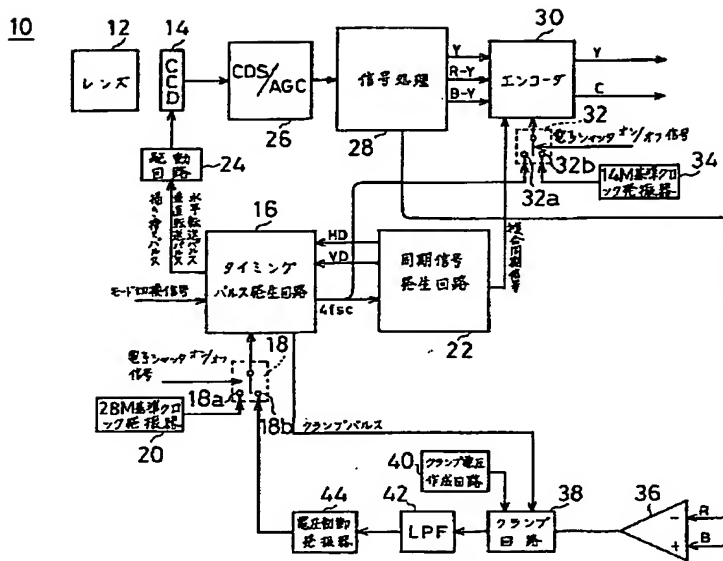 10
12
レンズ
14
CCD
CDS/
AGC
26
信号処理
28
Y
R-Y
B-Y
30
エンコーダ
Y
C
32
電子シャッタオン/オフ信号
32a
32b
34
14M基準クロ
ック発振器
駆動
回路
24
水平転送パルス
垂直転送パルス
掃き捨てパルス
16
タイミング
パルス発生回路
モード切換信号
HD
VD
4fsc
同期信号
発生回路
22
複合同期信号
電子シャッタオン/オフ
信号
18
18a
18b
28M基準クロ
ック発振器
20
クランプパルス
40
クランプ電圧
作成回路
38
クランプ
回路
42
LPF
44
電圧制御
発振器
36
−
+
R
B